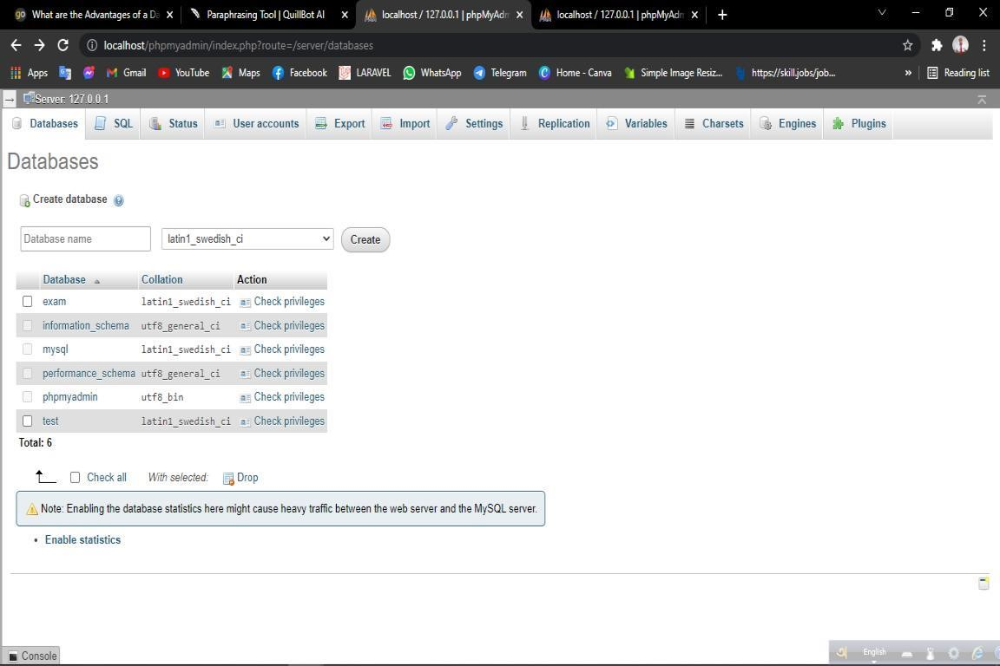 What are the Advantages of a Da
Paraphrasing Tool | QuillBot AI
localhost / 127.0.0.1 | phpMyAdm
localhost / 127.0.0.1 | phpMyAdm
localhost/phpmyadmin/index.php?route=/server/databases
Apps Gmail YouTube Maps Facebook LARAVEL WhatsApp Telegram Home - Canva Simple Image Resiz... https://skill.jobs/job... » Reading list
Server: 127.0.0.1
Databases SQL Status User accounts Export Import Settings Replication Variables Charsets Engines Plugins
Databases
Create database
Database name latin1_swedish_ci Create
Database Collation Action
exam latin1_swedish_ci Check privileges
information_schema utf8_general_ci Check privileges
mysql latin1_swedish_ci Check privileges
performance_schema utf8_general_ci Check privileges
phpmyadmin utf8_bin Check privileges
test latin1_swedish_ci Check privileges
Total: 6
Check all With selected: Drop
Note: Enabling the database statistics here might cause heavy traffic between the web server and the MySQL server.
• Enable statistics
Console
English